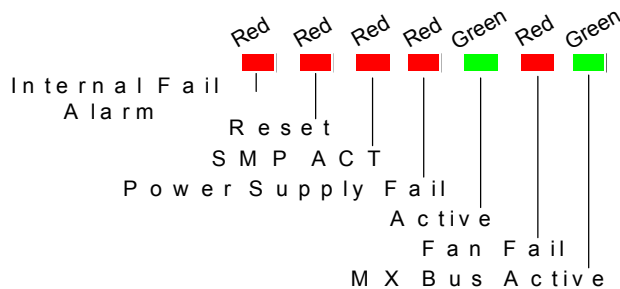 Red Red Red Red Green Red Green
Internal Fail
Alarm
Reset
SMP ACT
Power Supply Fail
Active
Fan Fail
MX Bus Active